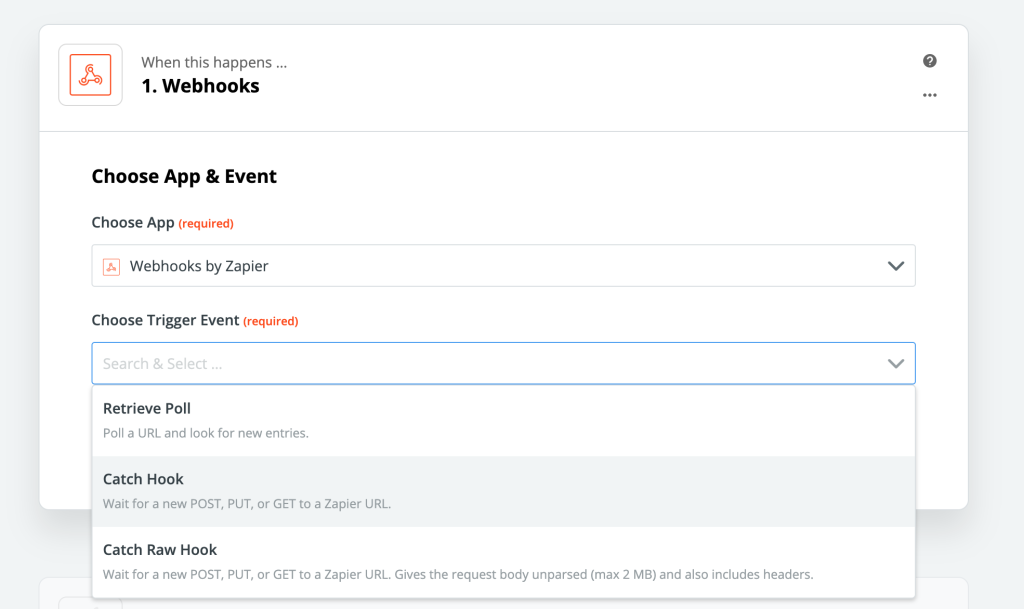 When this happens ...
1. Webhooks
Choose App & Event
Choose App (required)
Webhooks by Zapier
Choose Trigger Event (required)
Search & Select ...
Retrieve Poll
Poll a URL and look for new entries.
Catch Hook
Wait for a new POST, PUT, or GET to a Zapier URL.
Catch Raw Hook
Wait for a new POST, PUT, or GET to a Zapier URL. Gives the request body unparsed (max 2 MB) and also includes headers.